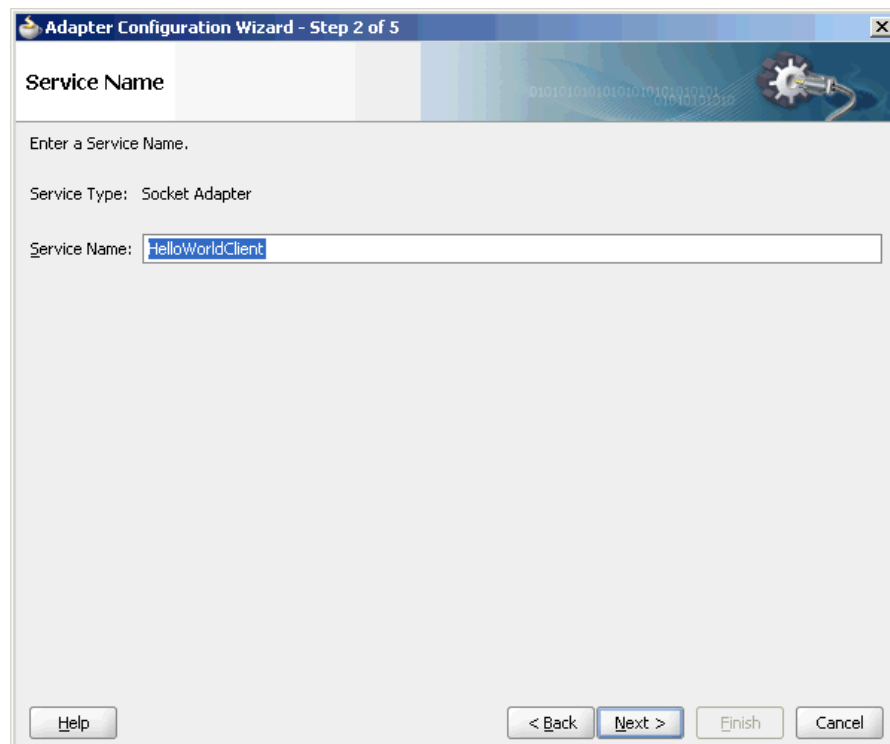 Adapter Configuration Wizard - Step 2 of 5
Service Name
Enter a Service Name.
Service Type: Socket Adapter
Service Name: HelloWorldClient
Help < Back Next > Finish Cancel